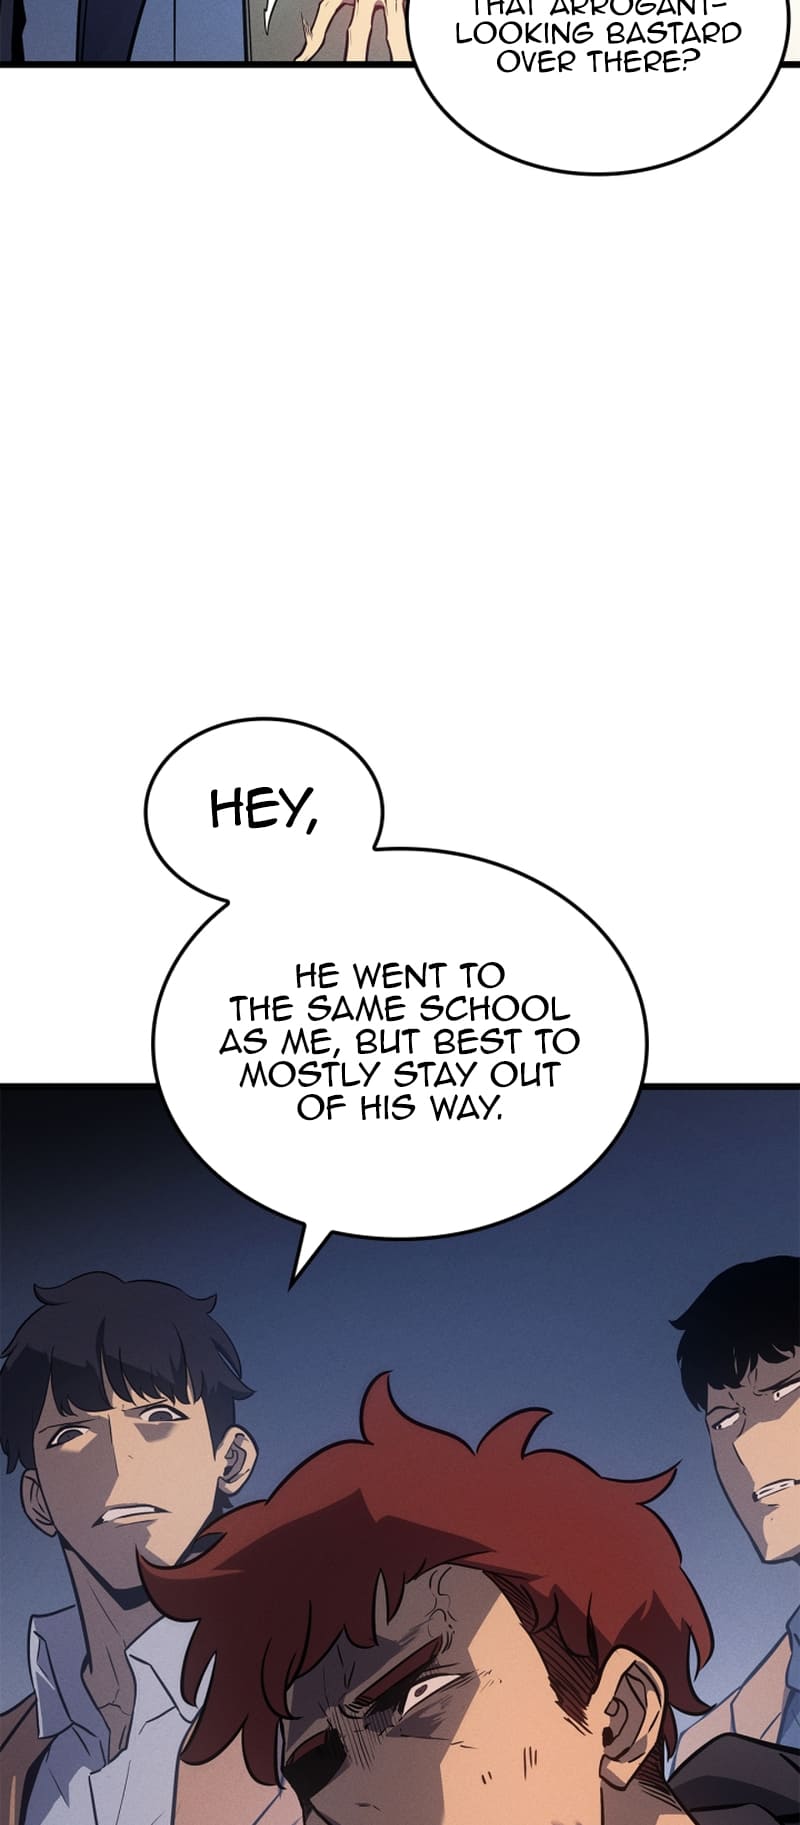 THAT ARROGANT-
LOOKING BASTARD
OVER THERE?
HEY,
HE WENT TO
THE SAME SCHOOL
AS ME, BUT BEST TO
MOSTLY STAY OUT
OF HIS WAY.